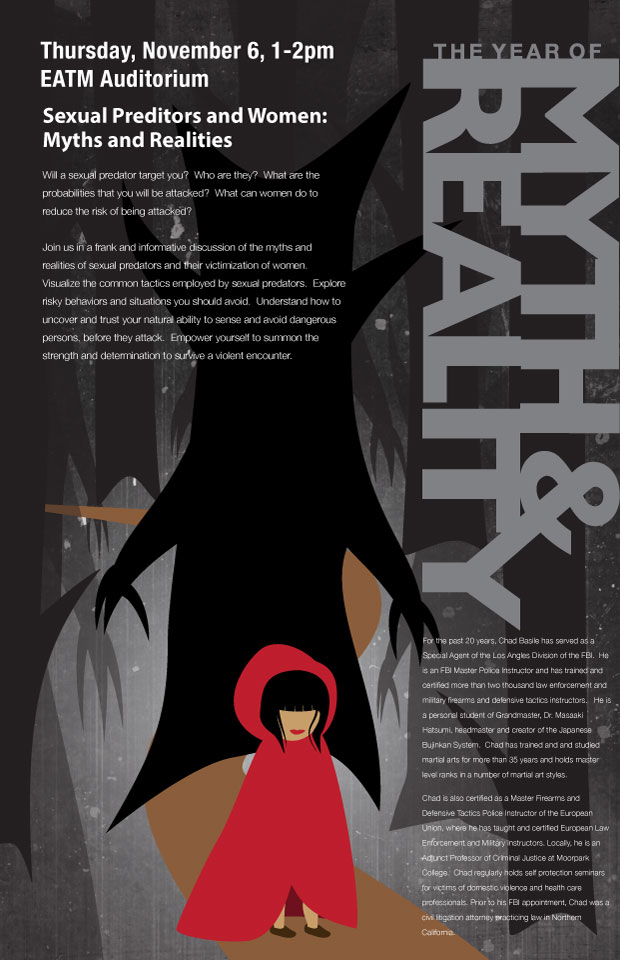 Thursday, November 6, 1-2pm
EATM Auditorium
Sexual Preditors and Women:
Myths and Realities
Will a sexual predator target you?  Who are they?  What are the
probabilities that you will be attacked?  What can women do to
reduce the risk of being attacked?
Join us in a frank and informative discussion of the myths and
realities of sexual predators and their victimization of women.
Visualize the common tactics employed by sexual predators.  Explore
risky behaviors and situations you should avoid.  Understand how to
uncover and trust your natural ability to sense and avoid dangerous
persons, before they attack.  Empower yourself to summon the
strength and determination to survive a violent encounter.
THE YEAR OF
MYTH &
REALITY
For the past 20 years, Chad Basile has served as a
Special Agent of the Los Angles Division of the FBI.  He
is an FBI Master Police Instructor and has trained and
certified more than two thousand law enforcement and
military firearms and defensive tactics instructors.  He is
a personal student of Grandmaster, Dr. Masaaki
Hatsumi, headmaster and creator of the Japanese
Bujinkan System.  Chad has trained and and studied
martial arts for more than 35 years and holds master
level ranks in a number of martial art styles.
Chad is also certified as a Master Firearms and
Defensive Tactics Police Instructor of the European
Union, where he has taught and certified European Law
Enforcement and Military Instructors. Locally, he is an
Adjunct Professor of Criminal Justice at Moorpark
College.  Chad regularly holds self protection seminars
for victims of domestic violence and health care
professionals. Prior to his FBI appointment, Chad was a
civil litigation attorney practicing law in Northern
California.